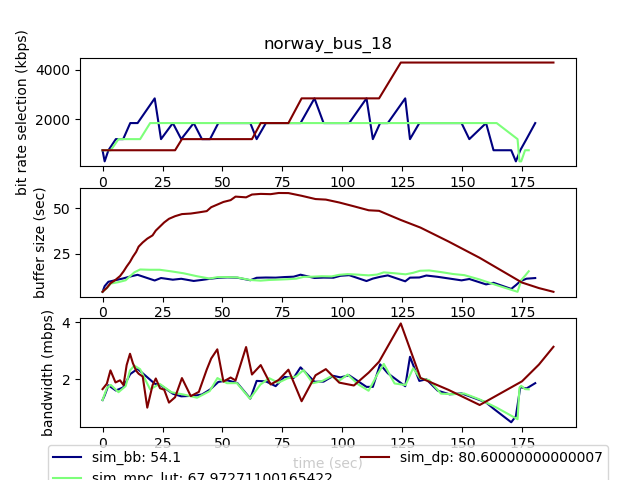 norway_bus_18
bit rate selection (kbps)
4000
2000
0 25 50 75 100 125 150 175
buffer size (sec)
50
25
0 25 50 75 100 125 150 175
bandwidth (mbps)
4
2
0 25 50 75 100 125 150 175
time (sec)
sim_bb: 54.1
sim_dp: 80.60000000000007
sim_mpc_lut: 67.97271100165422